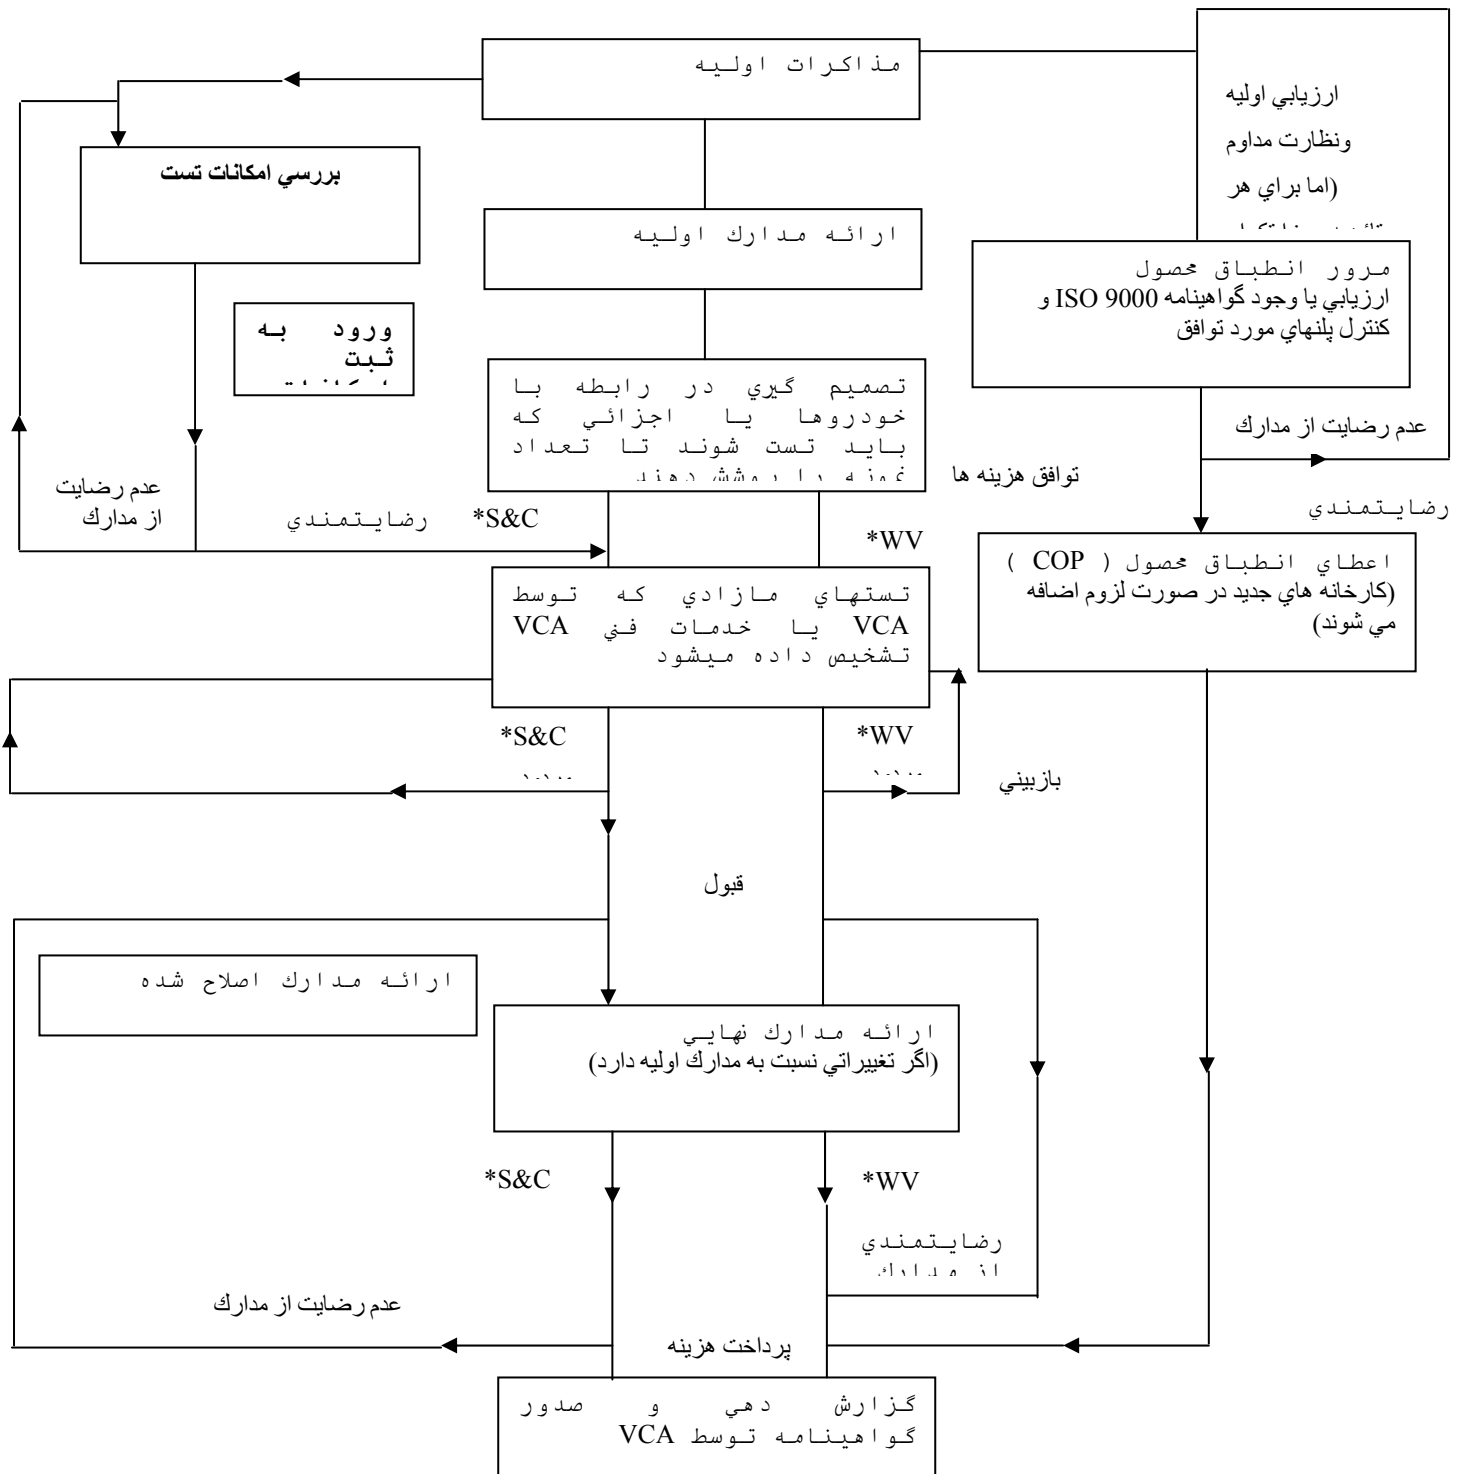 مذاكرات اوليه
ارزيابي اوليه
ونظارت مداوم
(اما براي هر
بررسي امكانات تست
ارائه مدارك اوليه
مرور انطباق محصول
ارزيابي يا وجود گواهينامه ISO 9000 و
كنترل پلنهاي مورد توافق
ورود به
ثبت
تصميم گيري در رابطه با
خودروها يا اجزائي كه
بايد تست شوند تا تعداد
نمونه را پوشش دهند
عدم رضايت از مدارك
توافق هزينه ها
عدم رضايت
از مدارك
رضايتمندي
*S&C
*WV
رضايتمندي
اعطاي انطباق محصول ( COP )
(كارخانه هاي جديد در صورت لزوم اضافه
مي شوند)
تستهاي مازادي كه توسط
VCA يا خدمات فني VCA
تشخيص داده ميشود
*S&C
*WV
بازبيني
قبول
ارائه مدارك اصلاح شده
ارائه مدارك نهايي
(اگر تغييراتي نسبت به مدارك اوليه دارد)
*S&C
*WV
رضايتمندي
از مدارك
عدم رضايت از مدارك
پرداخت هزينه
گزارش دهي و صدور
گواهينامه توسط VCA